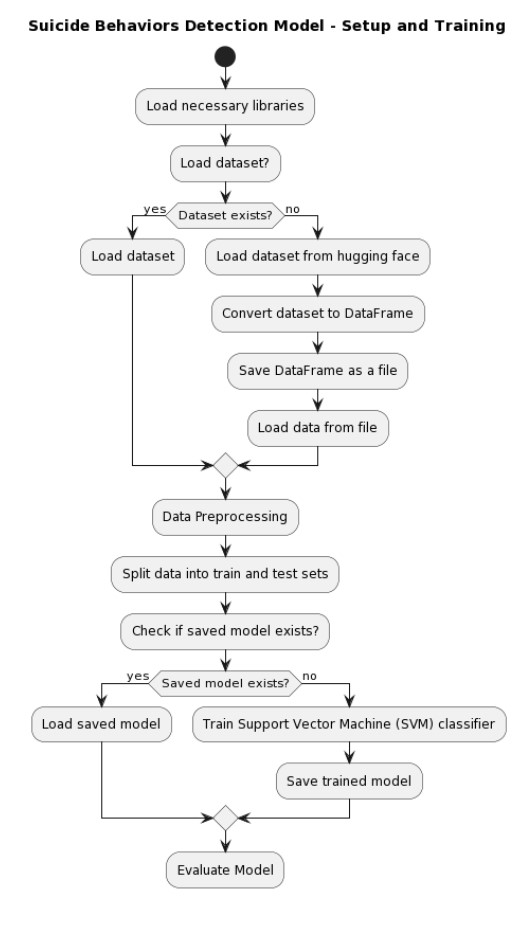 Suicide Behaviors Detection Model - Setup and Training
Load necessary libraries
Load dataset?
yes
Dataset exists?
no
Load dataset
Load dataset from hugging face
Convert dataset to DataFrame
Save DataFrame as a file
Load data from file
Data Preprocessing
Split data into train and test sets
Check if saved model exists?
yes
Saved model exists?
no
Load saved model
Train Support Vector Machine (SVM) classifier
Save trained model
Evaluate Model